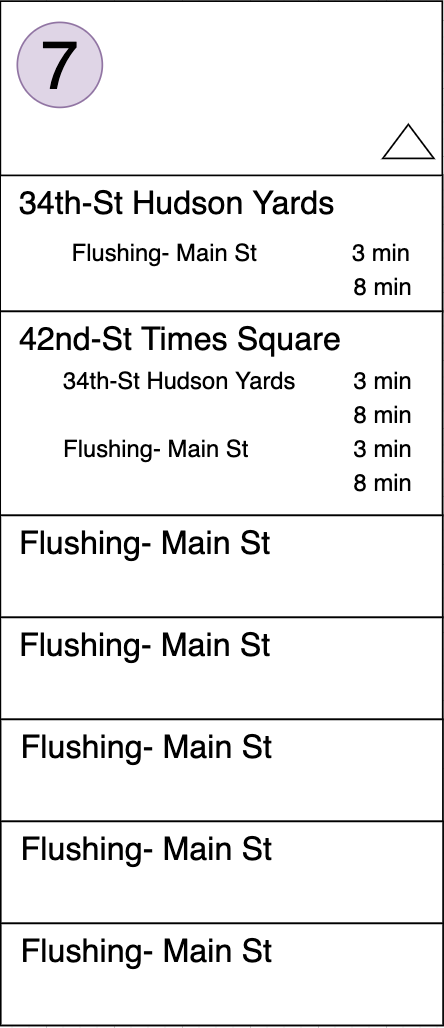 7
34th-St Hudson Yards
Flushing- Main St 3 min
8 min
42nd-St Times Square
34th-St Hudson Yards 3 min
8 min
Flushing- Main St 3 min
8 min
Flushing- Main St
Flushing- Main St
Flushing- Main St
Flushing- Main St
Flushing- Main St